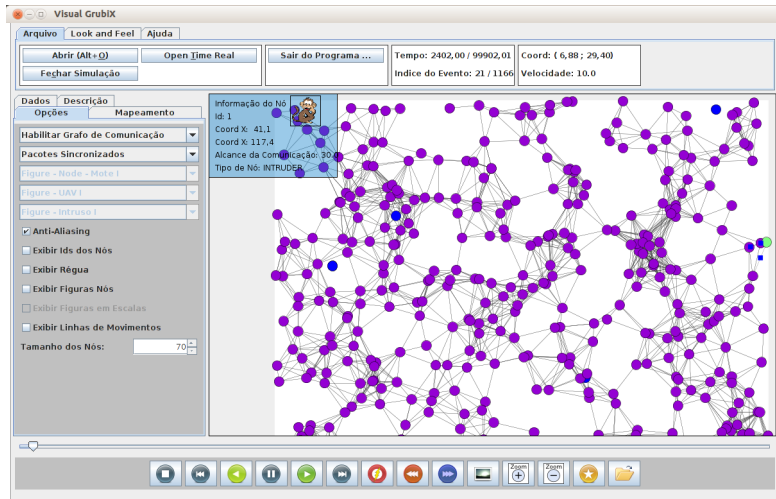 Visual GrubiX
Arquivo Look and Feel Ajuda
Abrir (Alt+O) Open Time Real Sair do Programa ...
Fechar Simulação
Tempo: 2402,00 / 99902,01 Coord: ( 6,88 ; 29,40)
Indice do Evento: 21 / 1166 Velocidade: 10.0
Dados Descrição
Opções Mapeamento
Habilitar Grafo de Comunicação
Pacotes Sincronizados
Figure - Node - Mote I
Figure - UAV I
Figure - Intruso I
Anti-Aliasing
Exibir Ids dos Nós
Exibir Régua
Exibir Figuras Nós
Exibir Figuras em Escalas
Exibir Linhas de Movimentos
Tamanho dos Nós: 70
Informação do Nó
Id: 1
Coord X: 41,1
Coord X: 117,4
Alcance da Comunicação: 30.0
Tipo de Nó: INTRUDER
Zoom Zoom